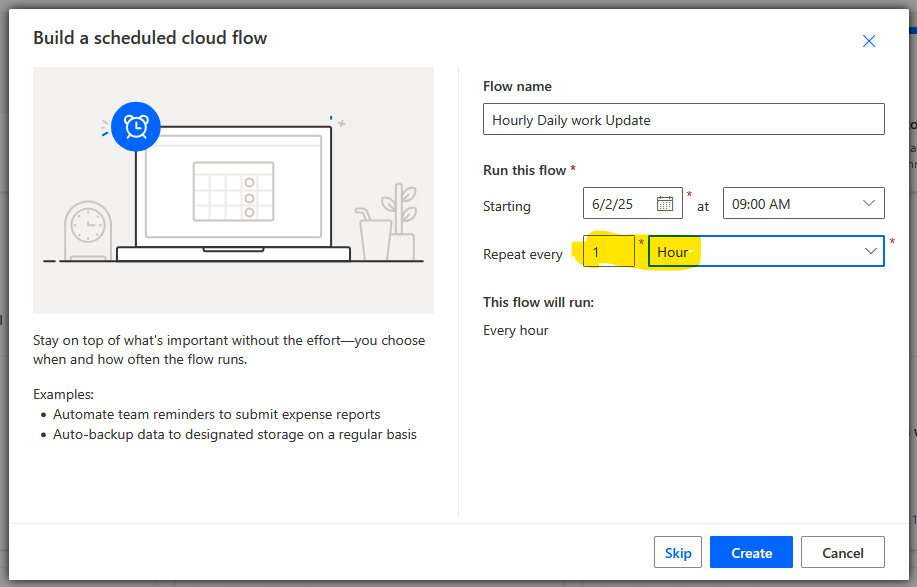 Build a scheduled cloud flow
Flow name
Hourly Daily work Update
Run this flow *
Starting 6/2/25 * at 09:00 AM
Repeat every 1 * Hour *
This flow will run:
Every hour
Stay on top of what's important without the effort—you choose
when and how often the flow runs.
Examples:
• Automate team reminders to submit expense reports
• Auto-backup data to designated storage on a regular basis
Skip Create Cancel